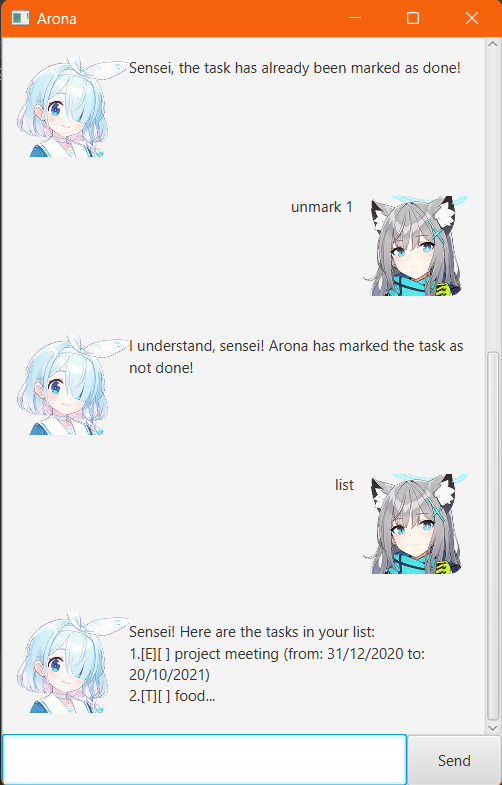 Arona
Sensei, the task has already been marked as done!
unmark 1
I understand, sensei! Arona has marked the task as
not done!
list
Sensei! Here are the tasks in your list:
1.[E][ ] project meeting (from: 31/12/2020 to:
20/10/2021)
2.[T][ ] food...
Send